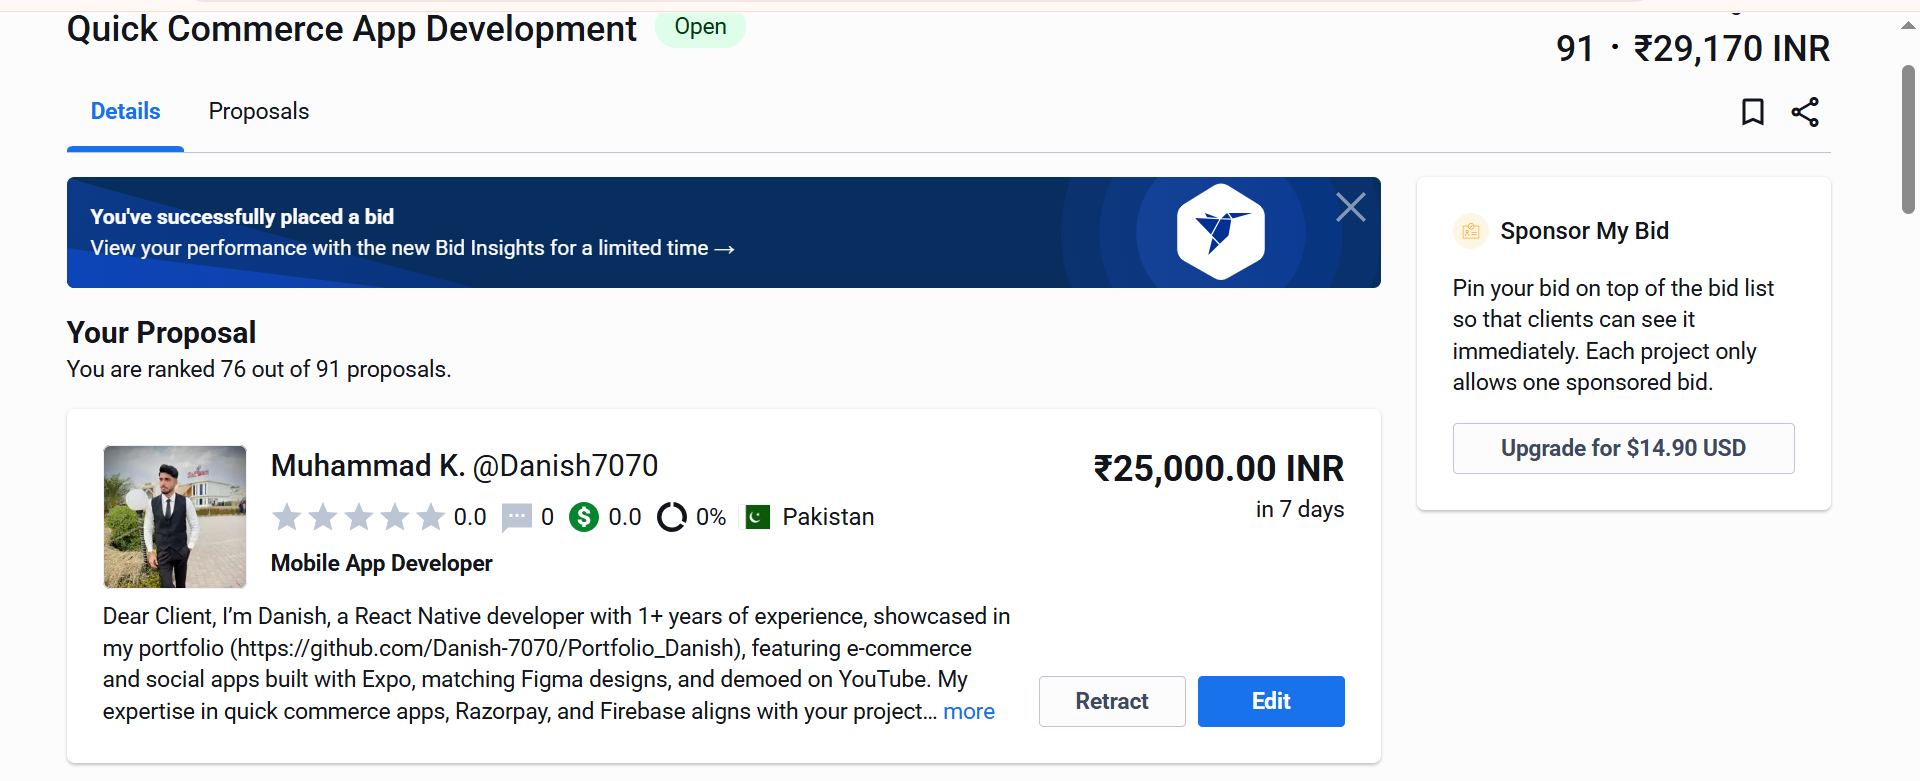 Quick Commerce App Development
Open
91 · ₹29,170 INR
Details
Proposals
You've successfully placed a bid
View your performance with the new Bid Insights for a limited time →
Your Proposal
You are ranked 76 out of 91 proposals.
Muhammad K. @Danish7070
0.0 0 0.0 0% Pakistan
Mobile App Developer
₹25,000.00 INR
in 7 days
Dear Client, I’m Danish, a React Native developer with 1+ years of experience, showcased in
my portfolio (https://github.com/Danish-7070/Portfolio_Danish), featuring e-commerce
and social apps built with Expo, matching Figma designs, and demoed on YouTube. My
expertise in quick commerce apps, Razorpay, and Firebase aligns with your project... more
Retract
Edit
Sponsor My Bid
Pin your bid on top of the bid list
so that clients can see it
immediately. Each project only
allows one sponsored bid.
Upgrade for $14.90 USD